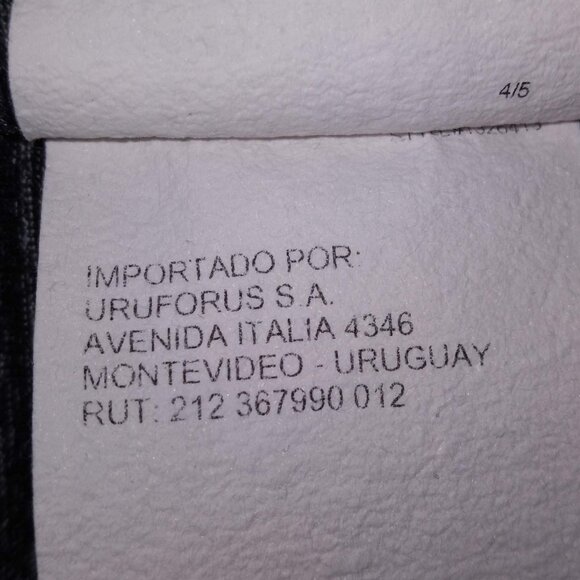 4/5
IMPORTADO POR:
URUFORUS S.A.
AVENIDA ITALIA 4346
MONTEVIDEO - URUGUAY
RUT: 212 367990 012